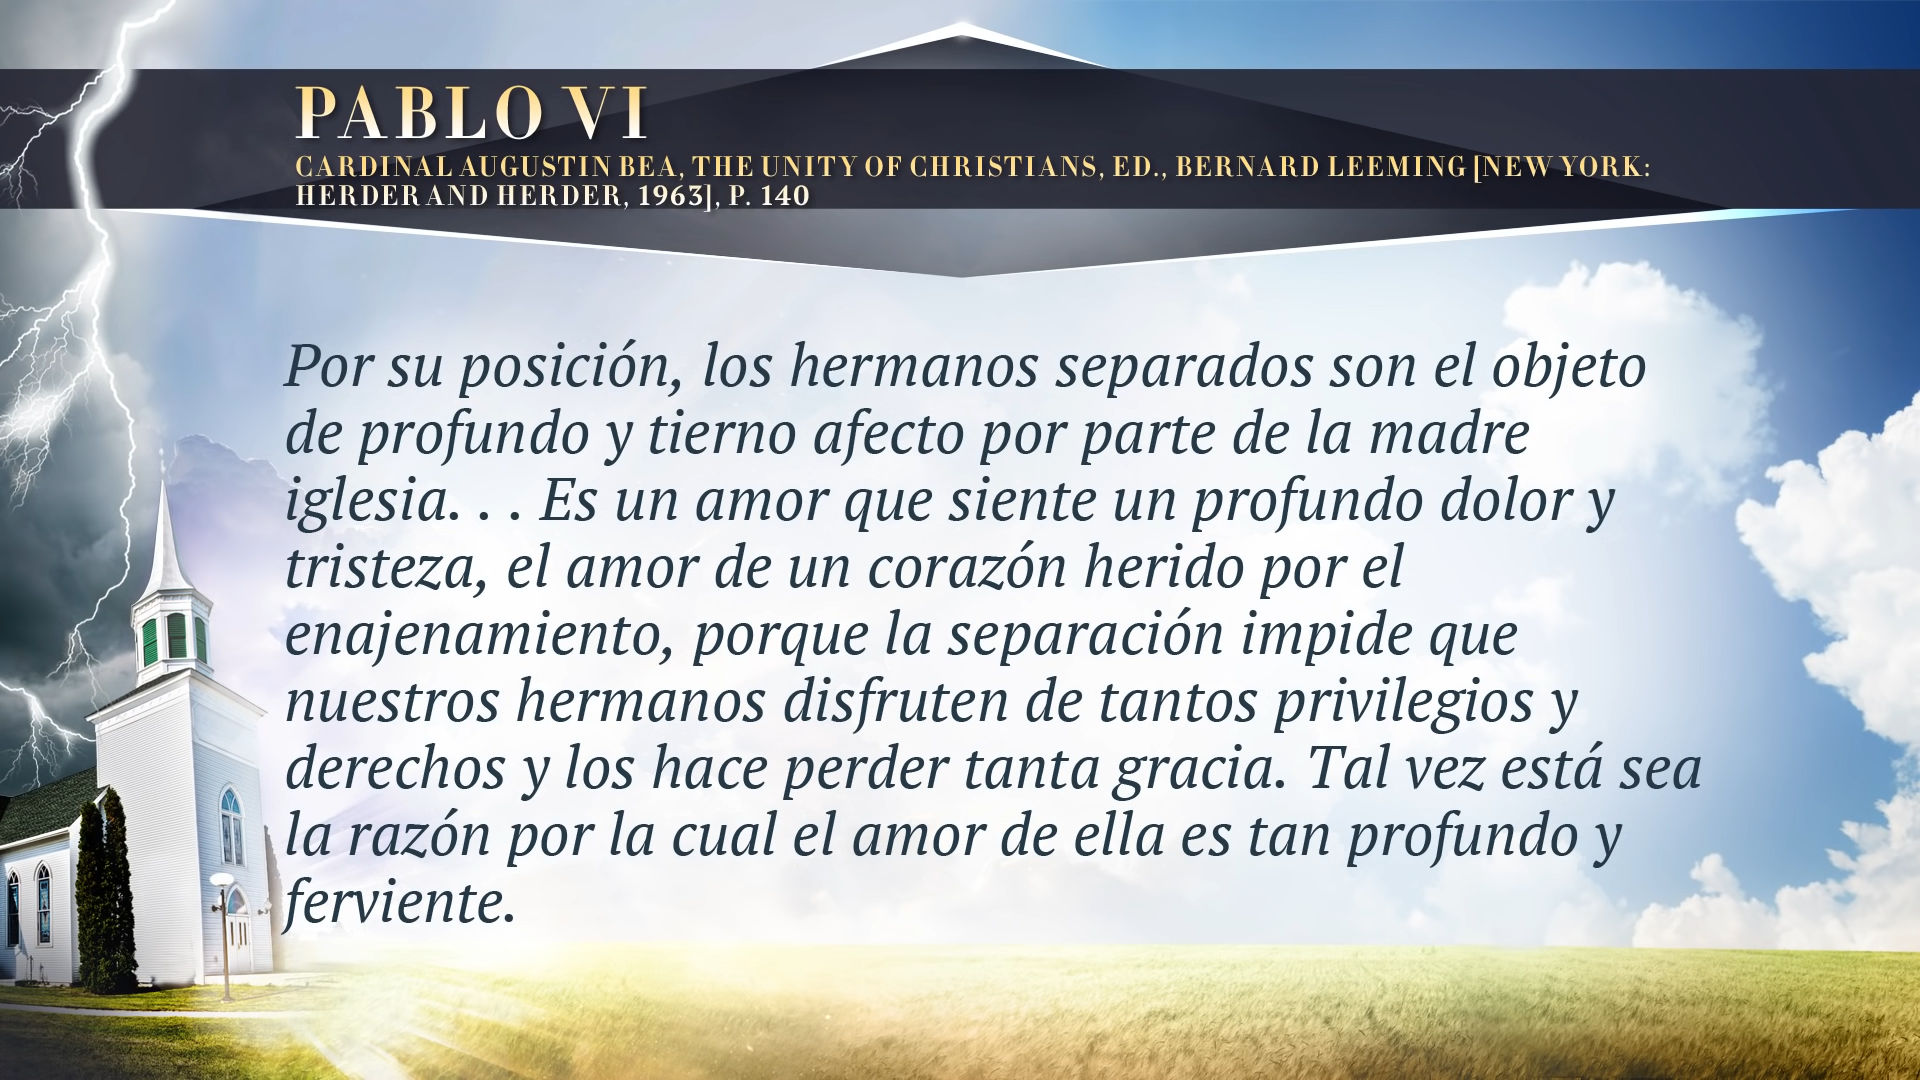 PABLO VI
CARDINAL AUGUSTIN BEA, THE UNITY OF CHRISTIANS, ED., BERNARD LEEMING [NEW YORK:
HERDER AND HERDER, 1963], P. 140
Por su posición, los hermanos separados son el objeto
de profundo y tierno afecto por parte de la madre
iglesia. . . Es un amor que siente un profundo dolor y
tristeza, el amor de un corazón herido por el
enajenamiento, porque la separación impide que
nuestros hermanos disfruten de tantos privilegios y
derechos y los hace perder tanta gracia. Tal vez está sea
la razón por la cual el amor de ella es tan profundo y
ferviente.